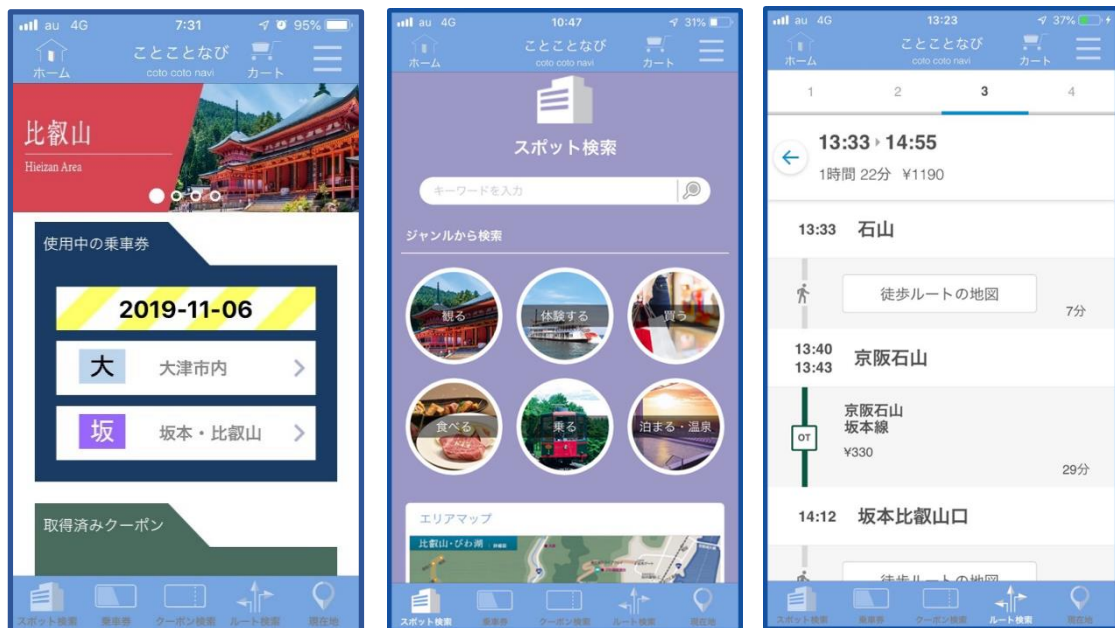 au 4G
7:31
95%
ホーム
ことことなび
coto coto navi
カート
比叡山
Hieizan Area
使用中の乗車券
2019-11-06
大
大津市内
坂
坂本・比叡山
取得済みクーポン
スポット検索
乗車券
クーポン検索
ルート検索
現在地
au 4G
10:47
31%
ホーム
ことことなび
coto coto navi
カート
スポット検索
キーワードを入力
ジャンルから検索
観る
体験する
買う
食べる
乗る
泊まる・温泉
エリアマップ
比叡山・びわ湖
スポット検索
乗車券
クーポン検索
ルート検索
現在地
au 4G
13:23
37%
ホーム
ことことなび
coto coto navi
カート
1
2
3
4
13:33 ▸ 14:55
1時間 22分 ¥1190
13:33 石山
徒歩ルートの地図
7分
13:40
13:43
京阪石山
京阪石山
坂本線
OT
¥330
29分
14:12 坂本比叡山口
徒歩ルートの地図
スポット検索
乗車券
クーポン検索
ルート検索
現在地